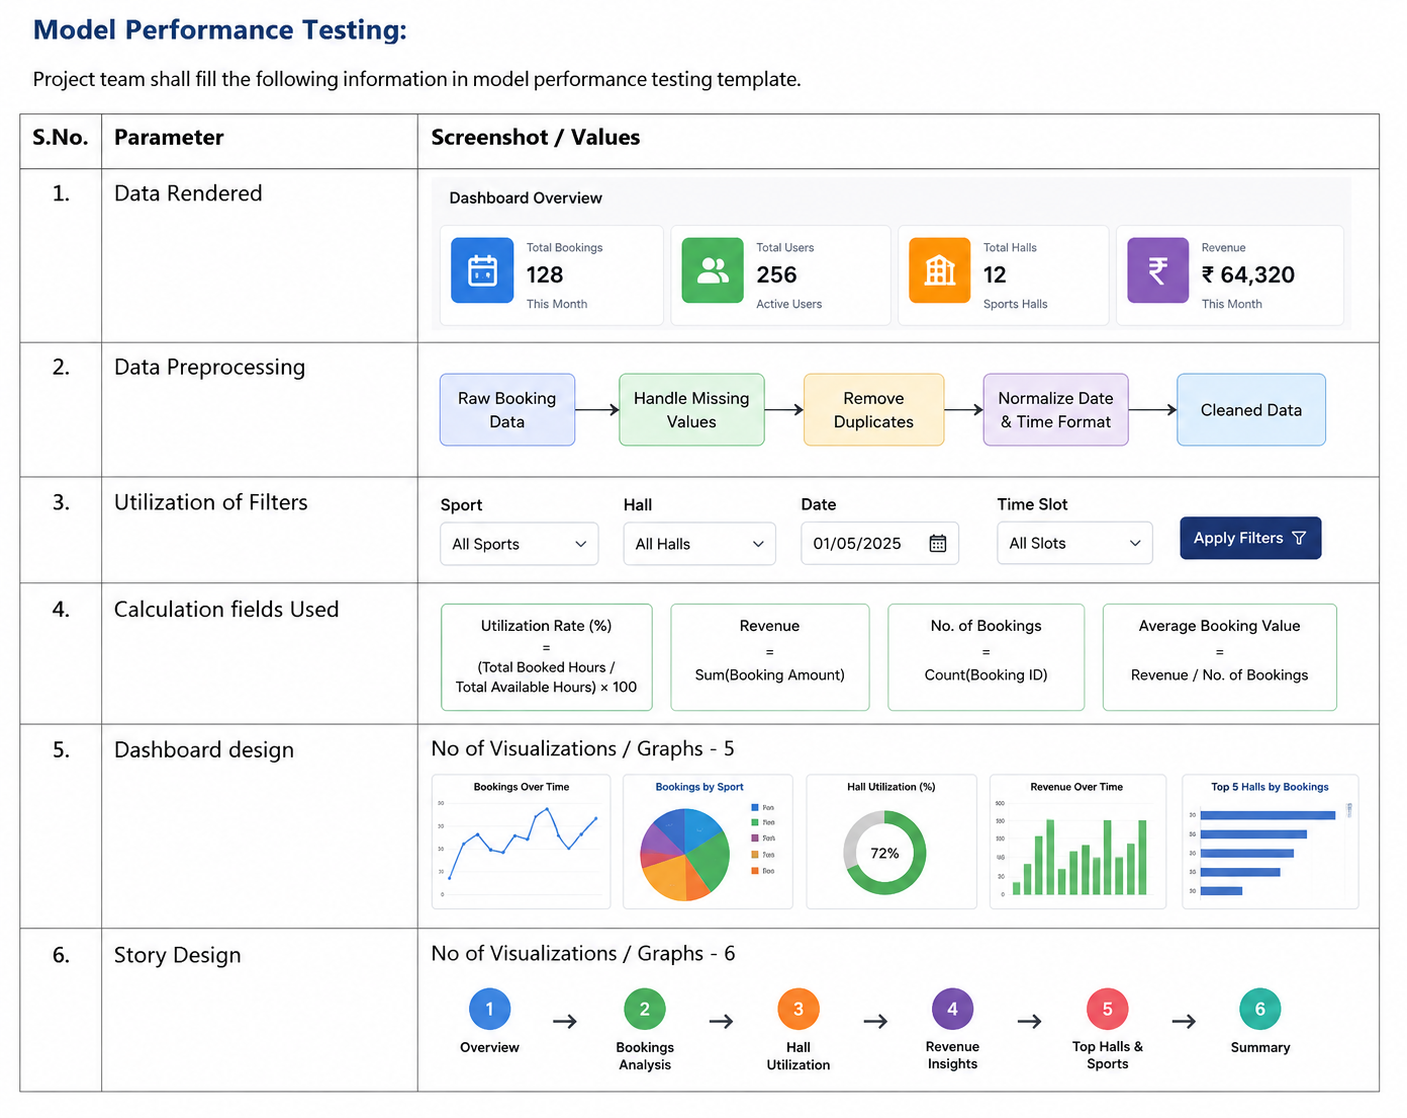 Model Performance Testing:
Project team shall fill the following information in model performance testing template.
S.No. Parameter Screenshot / Values
1. Data Rendered
Dashboard Overview
Total Bookings
128
This Month
Total Users
256
Active Users
Total Halls
12
Sports Halls
Revenue
₹ 64,320
This Month
2. Data Preprocessing
Raw Booking
Data
Handle Missing
Values
Remove
Duplicates
Normalize Date
& Time Format
Cleaned Data
3. Utilization of Filters
Sport
All Sports
Hall
All Halls
Date
01/05/2025
Time Slot
All Slots
Apply Filters
4. Calculation fields Used
Utilization Rate (%)
=
(Total Booked Hours /
Total Available Hours) × 100
Revenue
=
Sum(Booking Amount)
No. of Bookings
=
Count(Booking ID)
Average Booking Value
=
Revenue / No. of Bookings
5. Dashboard design
No of Visualizations / Graphs - 5
Bookings Over Time
Bookings by Sport
Hall Utilization (%)
72%
Revenue Over Time
Top 5 Halls by Bookings
6. Story Design
No of Visualizations / Graphs - 6
1
Overview
2
Bookings
Analysis
3
Hall
Utilization
4
Revenue
Insights
5
Top Halls &
Sports
6
Summary